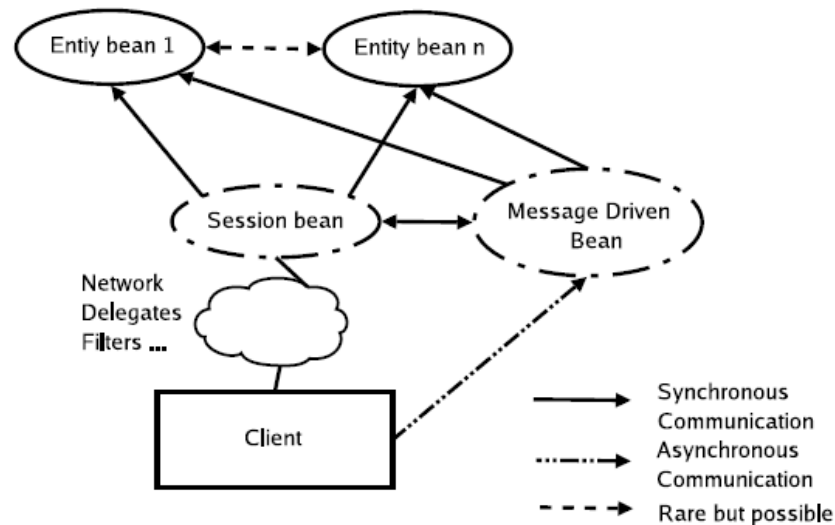 Entiy bean 1
Entity bean n
Session bean
Message Driven
Bean
Network
Delegates
Filters ...
Client
Synchronous
Communication
Asynchronous
Communication
Rare but possible